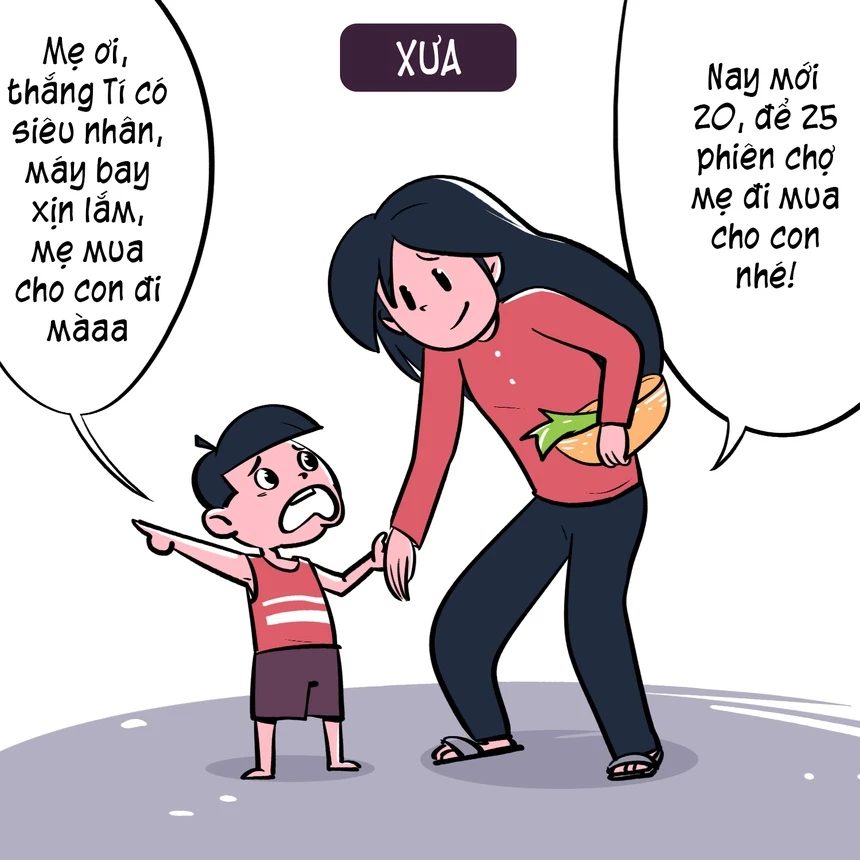 XƯA
Mẹ ơi,
thắng Tí có
siêu nhân,
máy bay
xịn lắm,
mẹ mua
cho con đi
màaa
Nay mới
20, để 25
phiên chợ
mẹ đi mua
cho con
nhé!